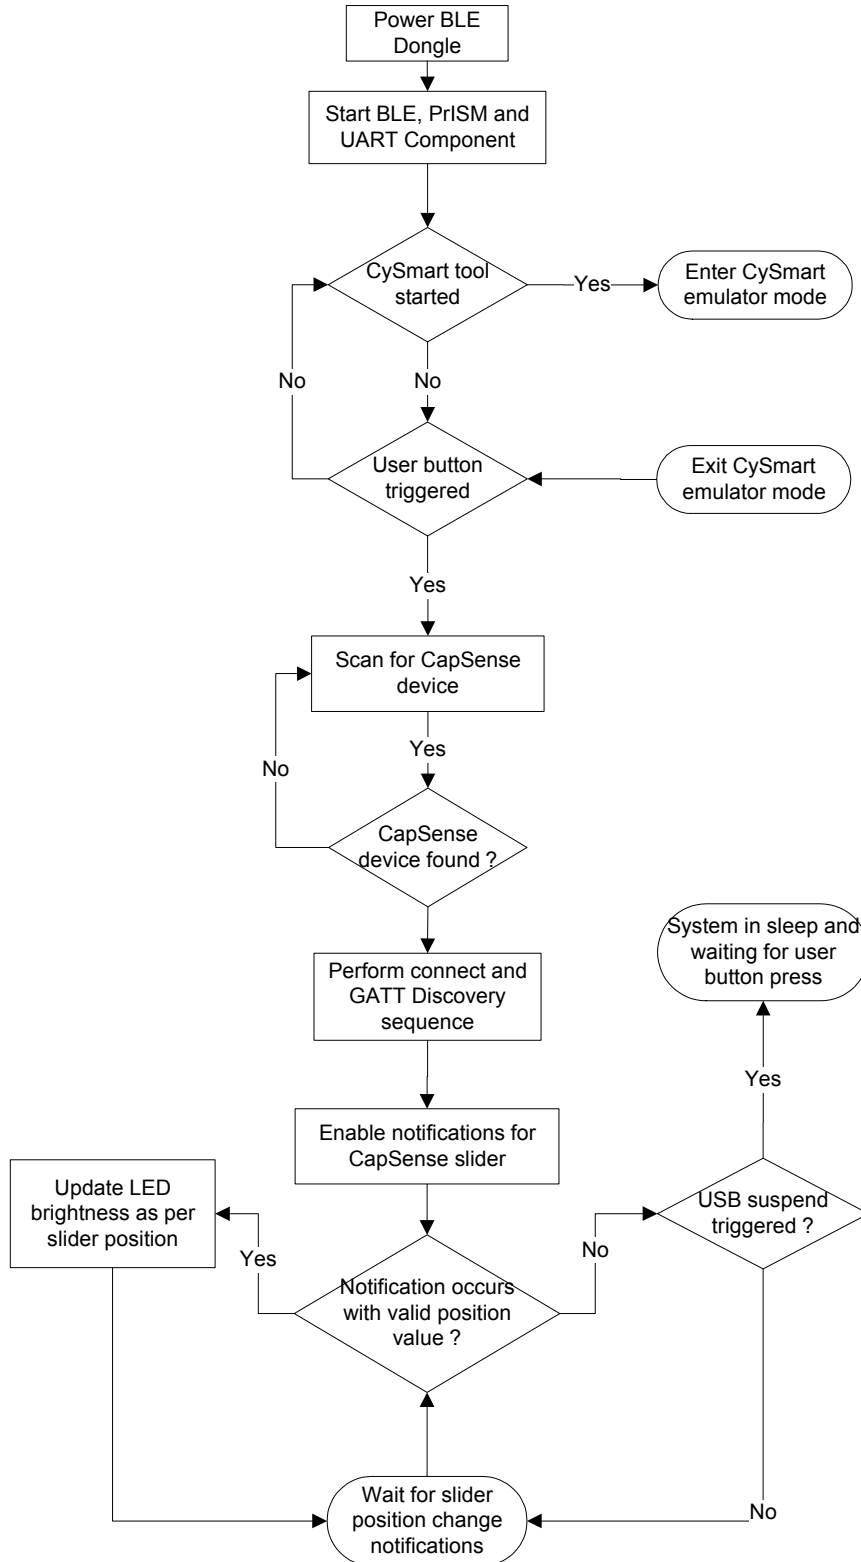 Power BLE
Dongle
Start BLE, PrISM and
UART Component
CySmart tool
started
Yes
Enter CySmart
emulator mode
No
No
User button
triggered
Exit CySmart
emulator mode
Yes
Scan for CapSense
device
Yes
No
CapSense
device found ?
System in sleep and
waiting for user
button press
Perform connect and
GATT Discovery
sequence
Yes
Enable notifications for
CapSense slider
Update LED
brightness as per
slider position
USB suspend
triggered ?
Yes
No
Notification occurs
with valid position
value ?
Wait for slider
position change
notifications
No